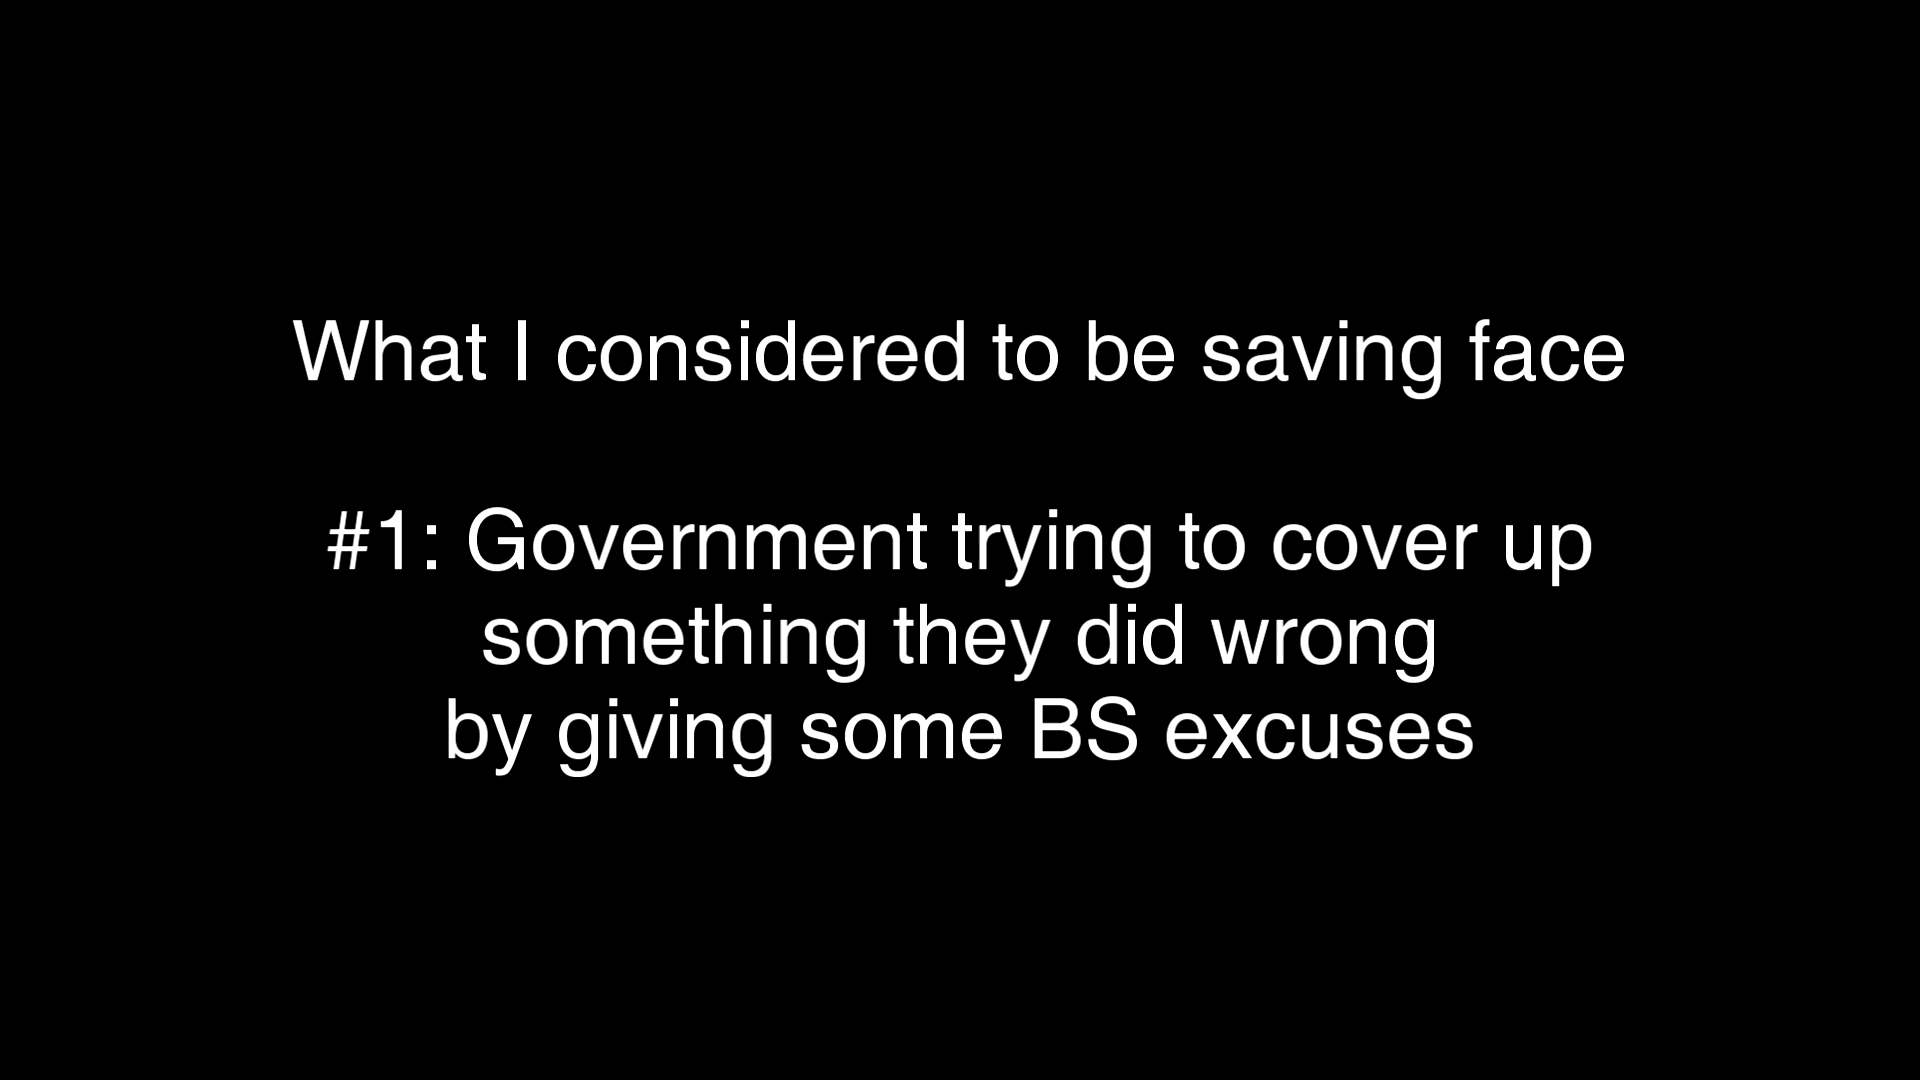 What I considered to be saving face
#1: Government trying to cover up
something they did wrong
by giving some BS excuses